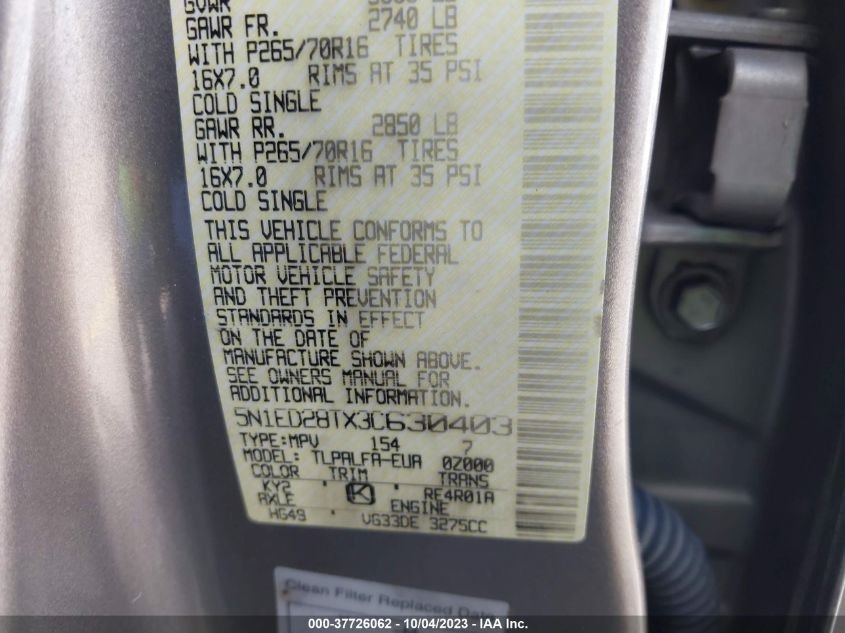 GVWR
GAWR FR. 2740 LB
WITH P265/70R16 TIRES
16X7.0 RIMS AT 35 PSI
COLD SINGLE
GAWR RR. 2850 LB
WITH P265/70R16 TIRES
16X7.0 RIMS AT 35 PSI
COLD SINGLE
THIS VEHICLE CONFORMS TO
ALL APPLICABLE FEDERAL
MOTOR VEHICLE SAFETY
AND THEFT PREVENTION
STANDARDS IN EFFECT
ON THE DATE OF
MANUFACTURE SHOWN ABOVE.
SEE OWNERS MANUAL FOR
ADDITIONAL INFORMATION.
5N1ED28TX3C630403
TYPE:MPV 154 7
MODEL: TLPALFA-EUA 0Z000
COLOR TRIM TRANS
KY2 K RE4R01A
AXLE ENGINE
HG49 VG33DE 3275CC
Clean Filter Replaced Date
000-37726062 - 10/04/2023 - IAA Inc.